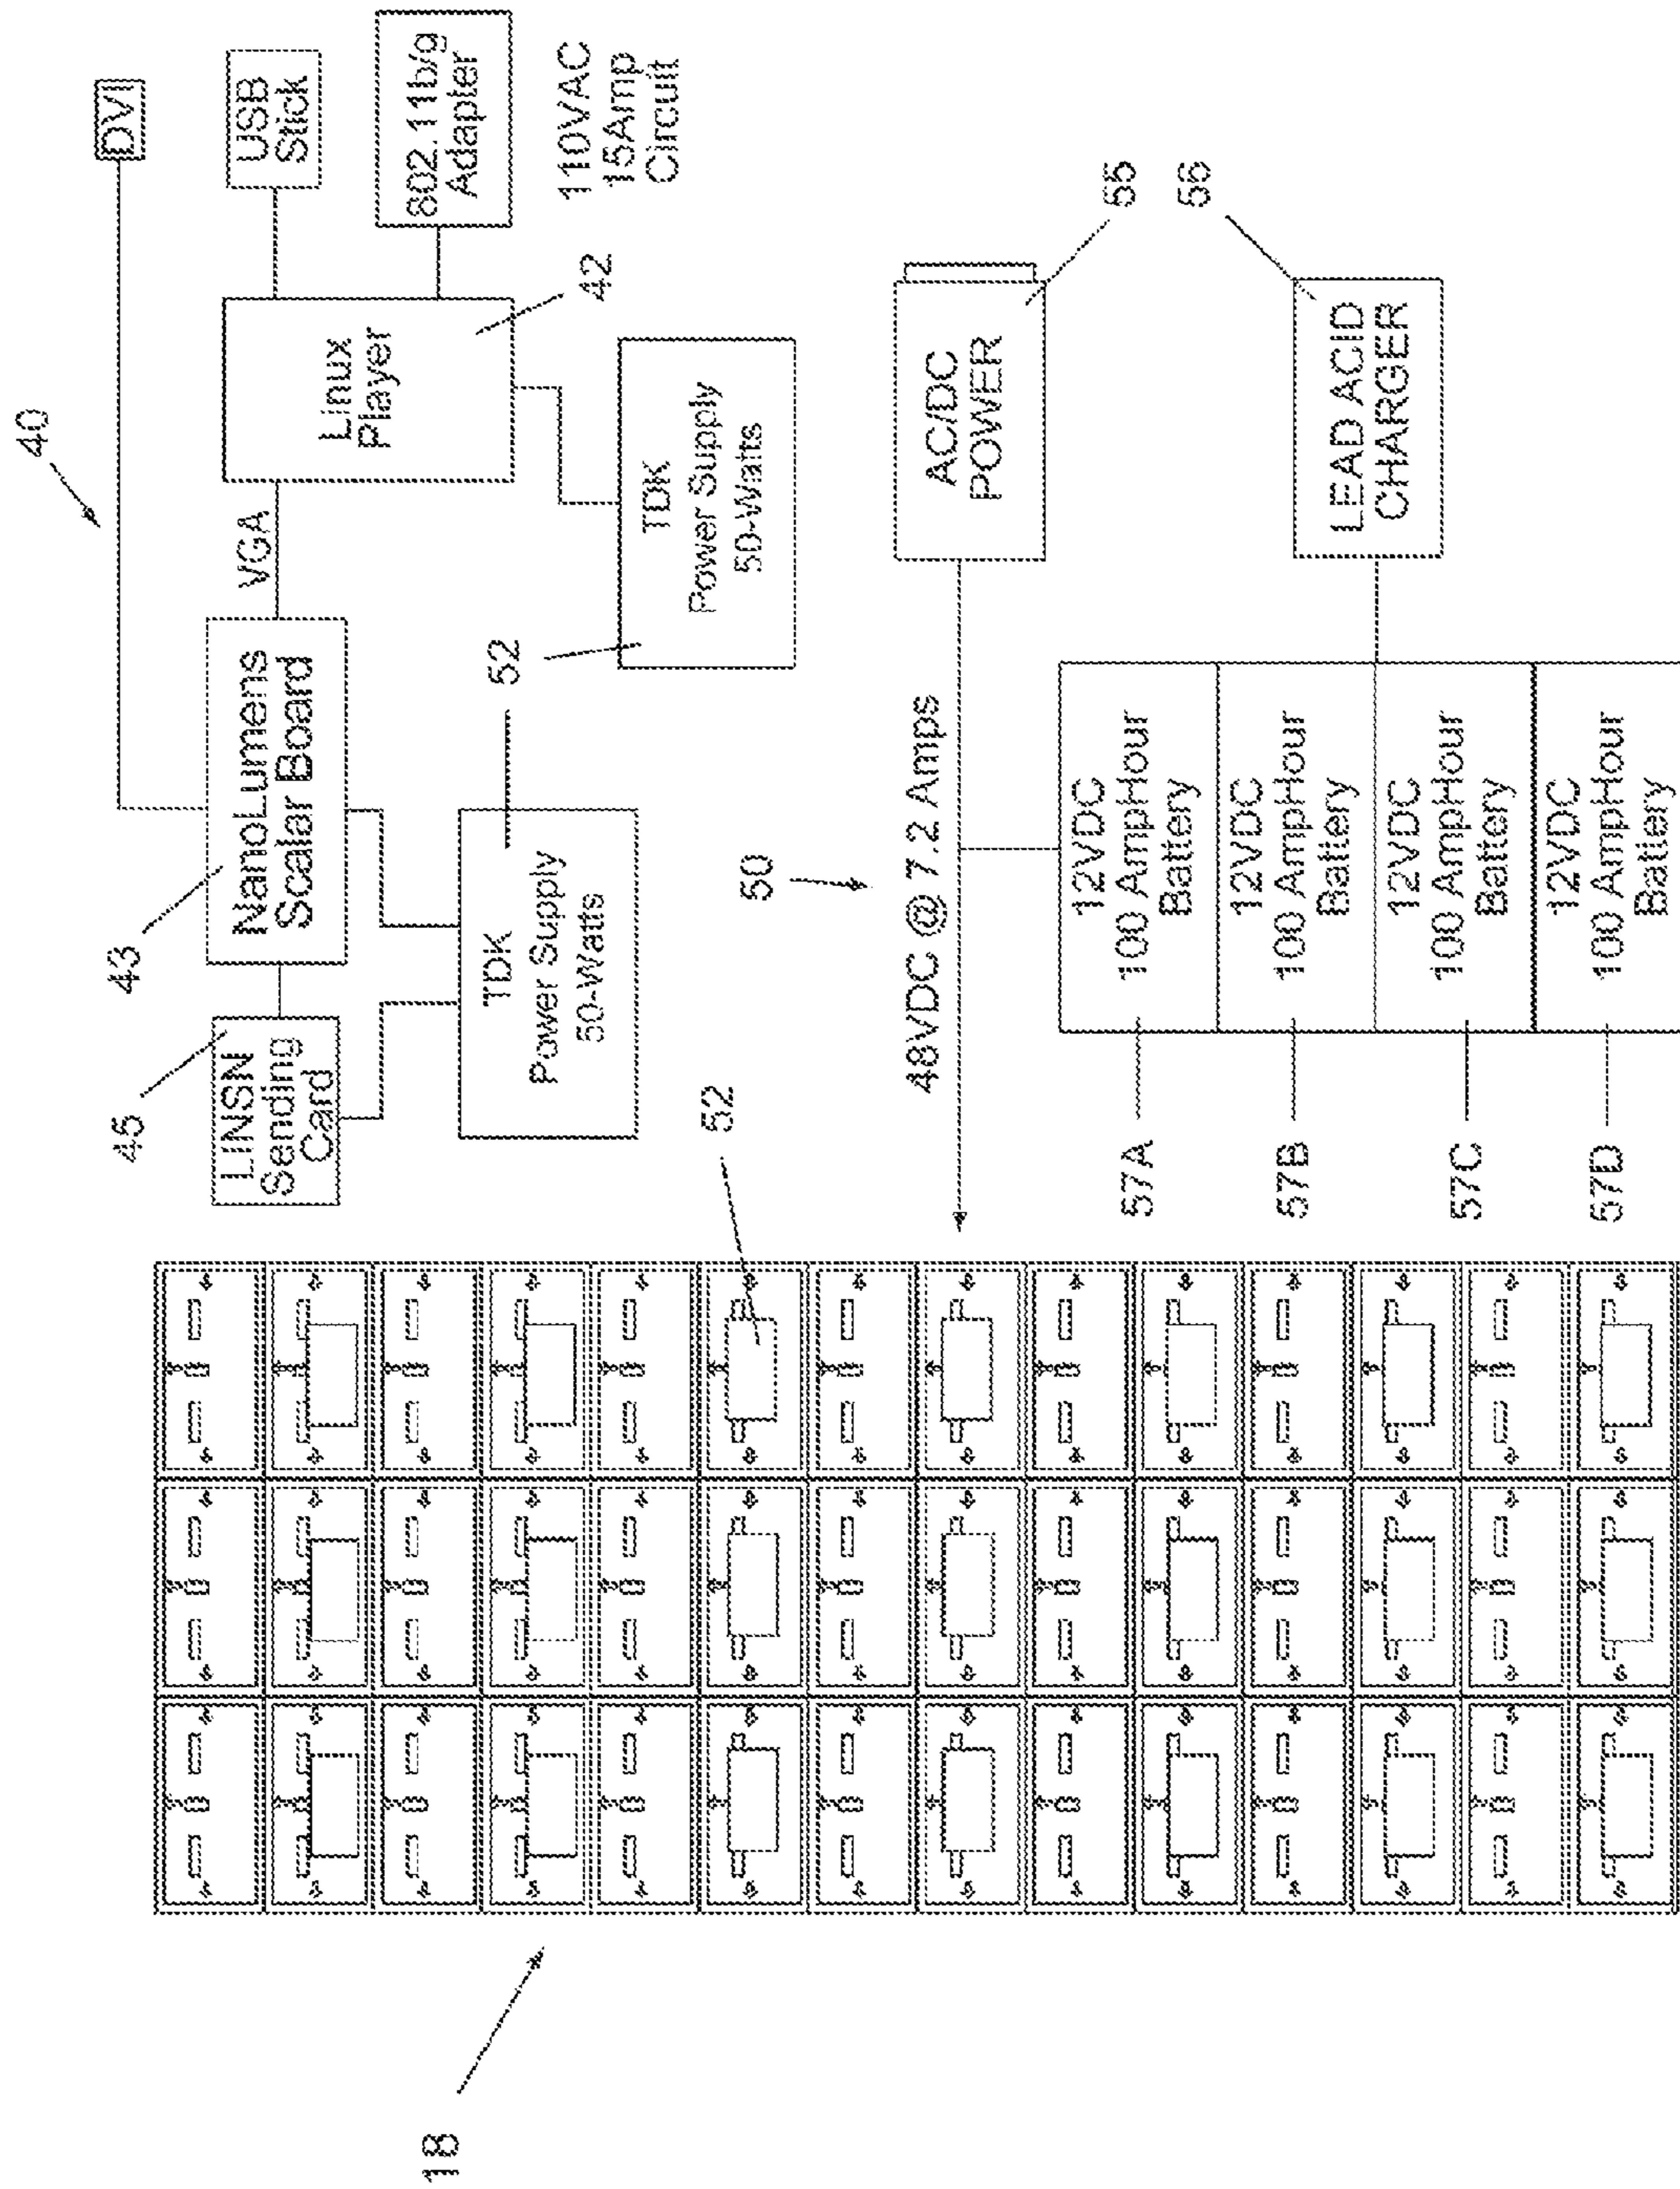 40
DVI
USB
Stick
802.11b/g
Adapter
110VAC
15Amp
Circuit
42
Linux
Player
VGA
NanoLumens
Scalar Board
43
LINSN
Sending
Card
45
TDK
Power Supply
50-Watts
52
TDK
Power Supply
50-Watts
52
18
50
48VDC @ 7.2 Amps
AC/DC
POWER
55
LEAD ACID
CHARGER
56
12VDC
100 AmpHour
Battery
57A
12VDC
100 AmpHour
Battery
57B
12VDC
100 AmpHour
Battery
57C
12VDC
100 AmpHour
Battery
57D